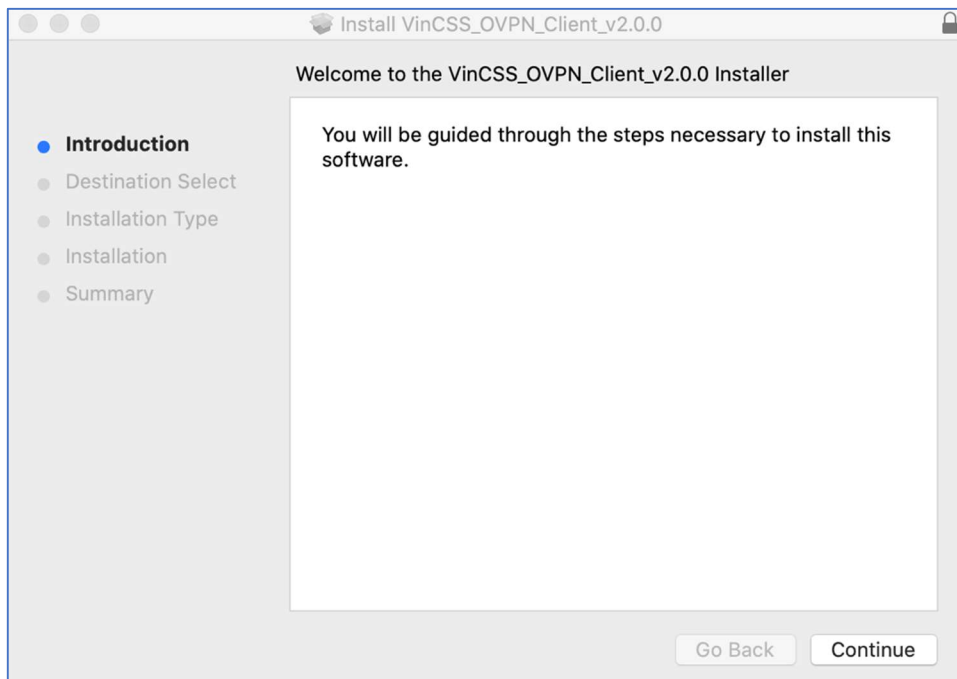 Install VinCSS_OVPN_Client_v2.0.0
Welcome to the VinCSS_OVPN_Client_v2.0.0 Installer
Introduction
Destination Select
Installation Type
Installation
Summary
You will be guided through the steps necessary to install this
software.
Go Back
Continue